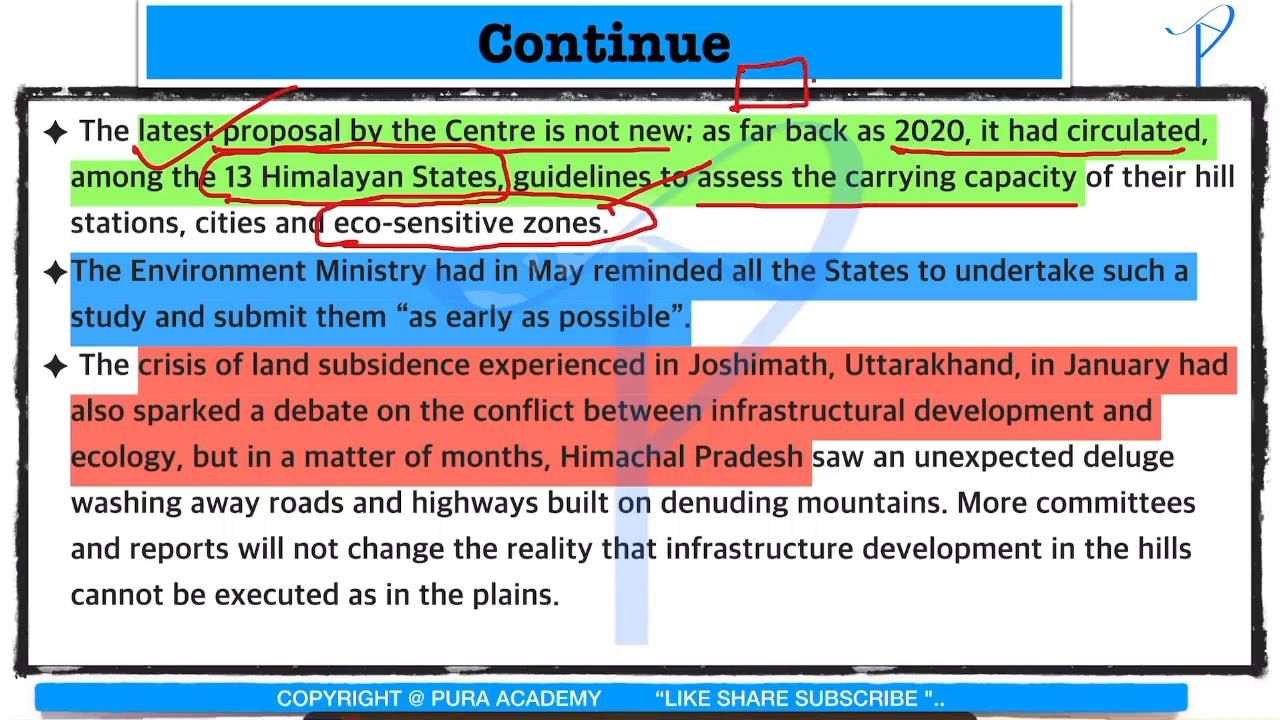 Continue
✦ The latest proposal by the Centre is not new; as far back as 2020, it had circulated,
among the 13 Himalayan States, guidelines to assess the carrying capacity of their hill
stations, cities and eco-sensitive zones.
✦ The Environment Ministry had in May reminded all the States to undertake such a
study and submit them “as early as possible”.
✦ The crisis of land subsidence experienced in Joshimath, Uttarakhand, in January had
also sparked a debate on the conflict between infrastructural development and
ecology, but in a matter of months, Himachal Pradesh saw an unexpected deluge
washing away roads and highways built on denuding mountains. More committees
and reports will not change the reality that infrastructure development in the hills
cannot be executed as in the plains.
COPYRIGHT @ PURA ACADEMY “LIKE SHARE SUBSCRIBE "..